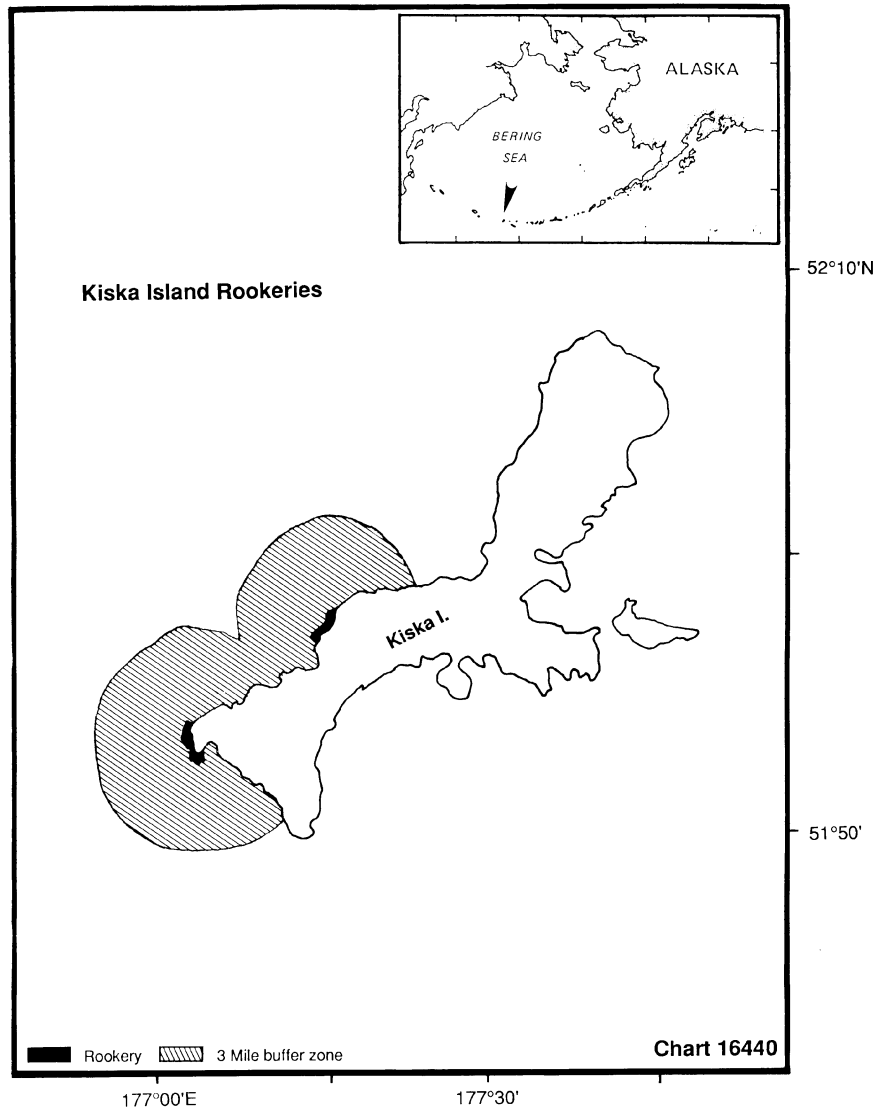 ALASKA
BERING
SEA
52°10'N
Kiska Island Rookeries
Kiska I.
51°50'
Rookery
3 Mile buffer zone
Chart 16440
177°00'E
177°30'